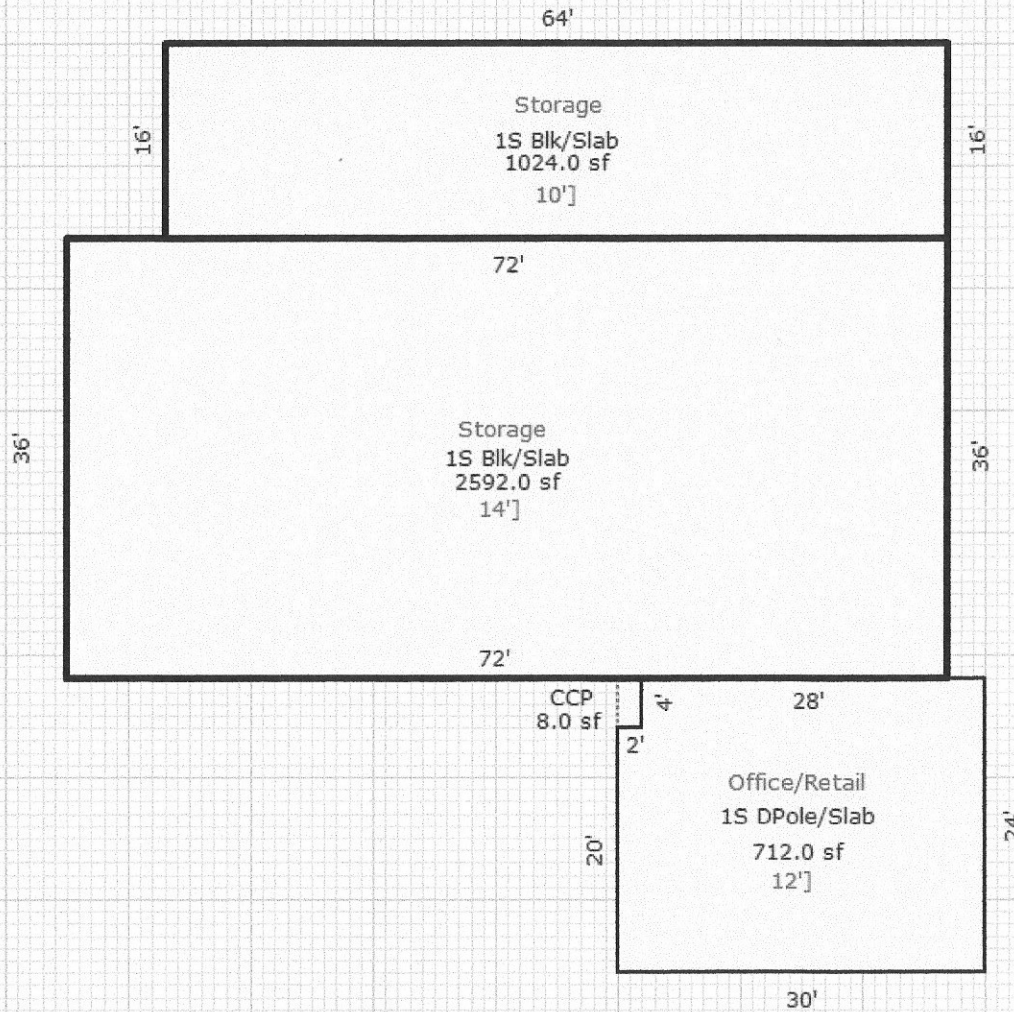 64'
16'
Storage
1S Blk/Slab
1024.0 sf
10']
16'
72'
36'
Storage
1S Blk/Slab
2592.0 sf
14']
36'
72'
CCP
8.0 sf
4'
28'
2'
Office/Retail
1S DPole/Slab
712.0 sf
12']
20'
24'
30'